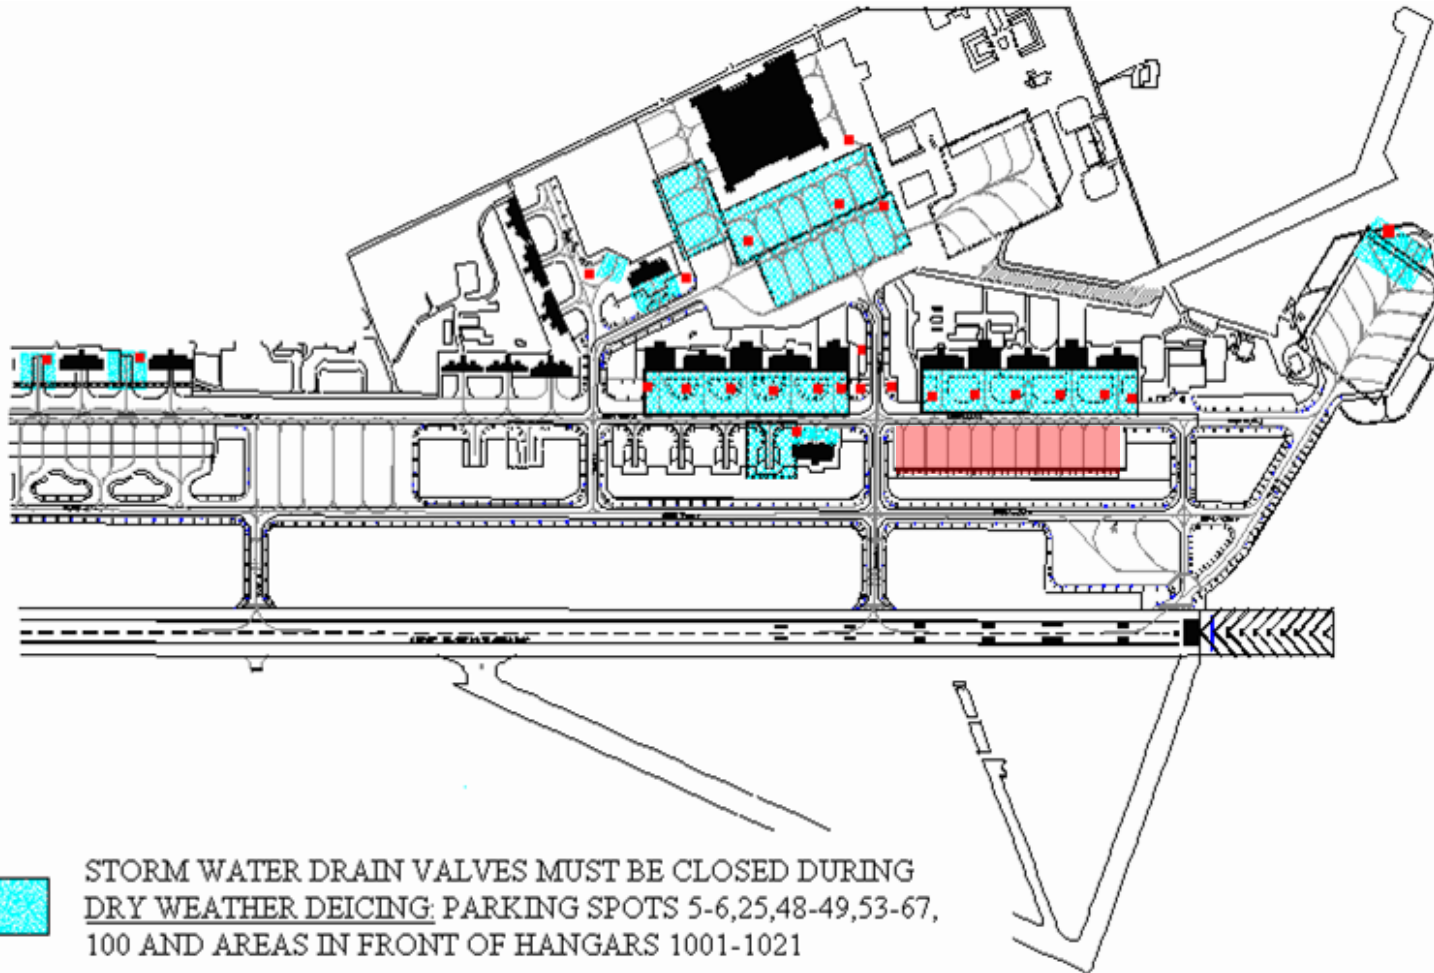 STORM WATER DRAIN VALVES MUST BE CLOSED DURING
DRY WEATHER DEICING: PARKING SPOTS 5-6,25,48-49,53-67,
100 AND AREAS IN FRONT OF HANGARS 1001-1021